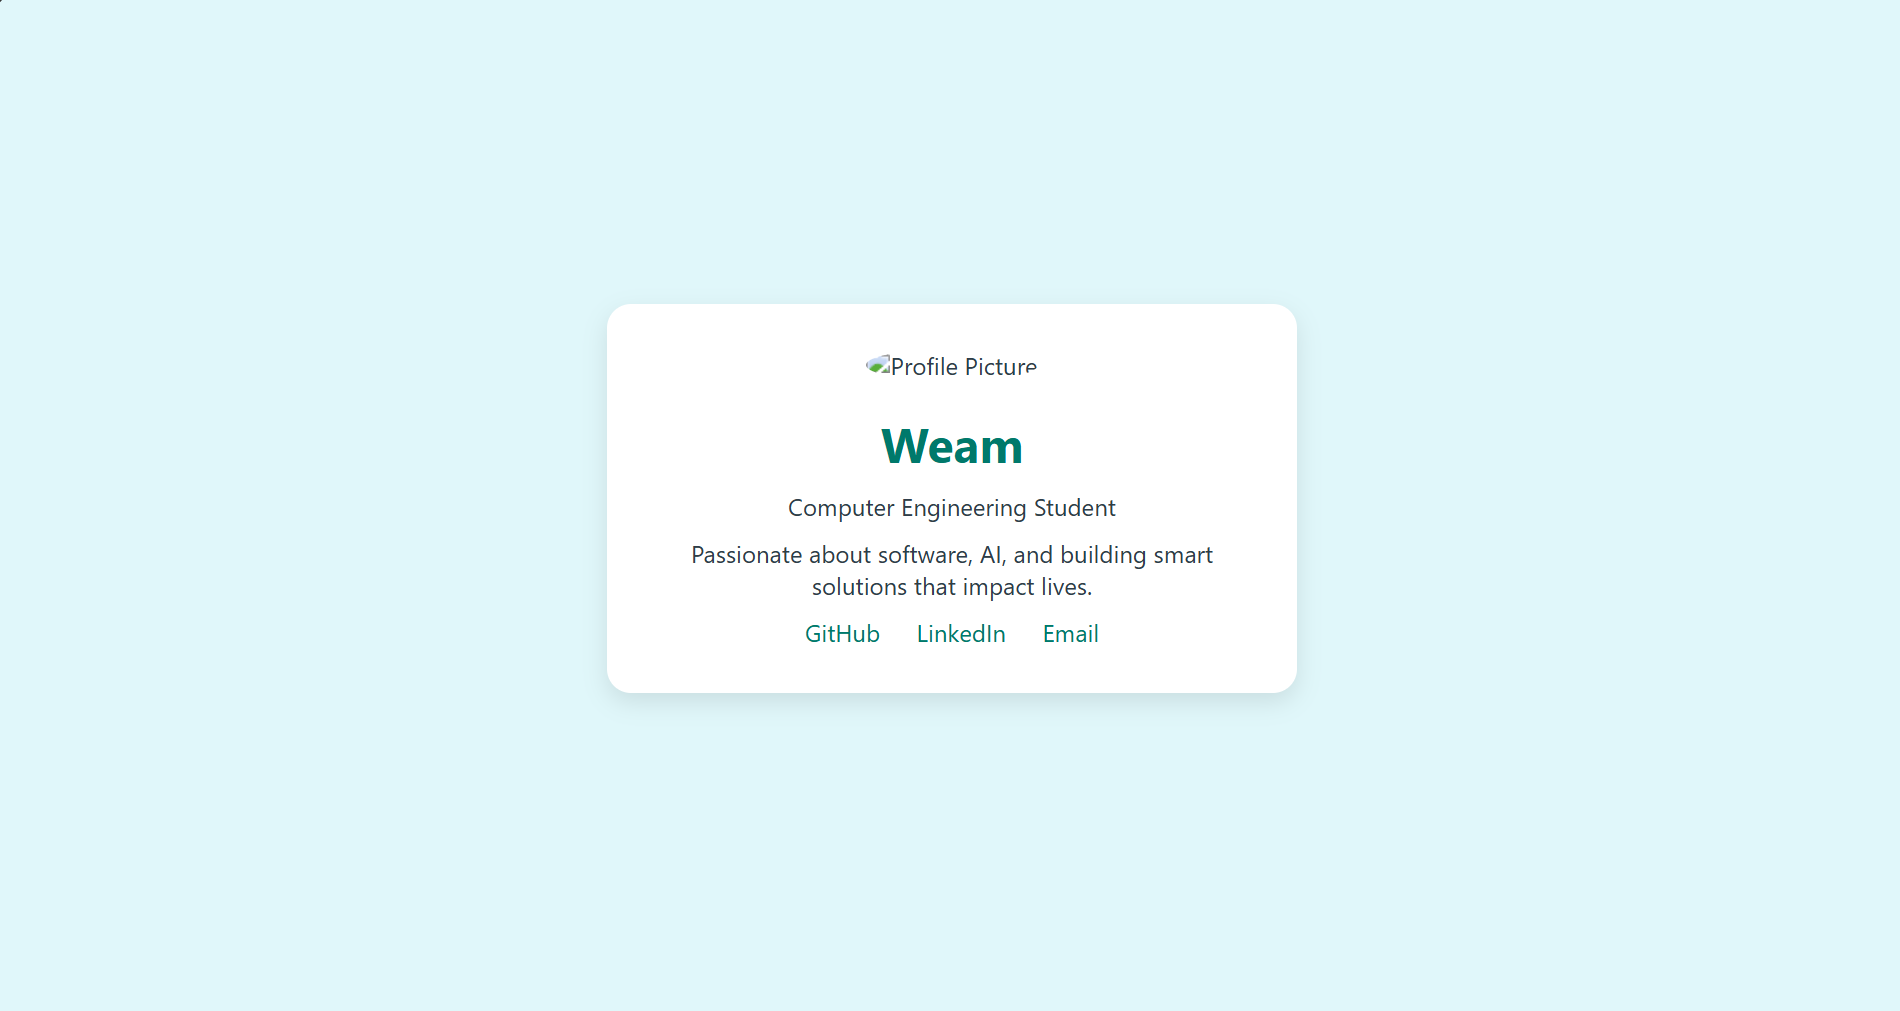 Profile Picture
Weam
Computer Engineering Student
Passionate about software, AI, and building smart
solutions that impact lives.
GitHub LinkedIn Email